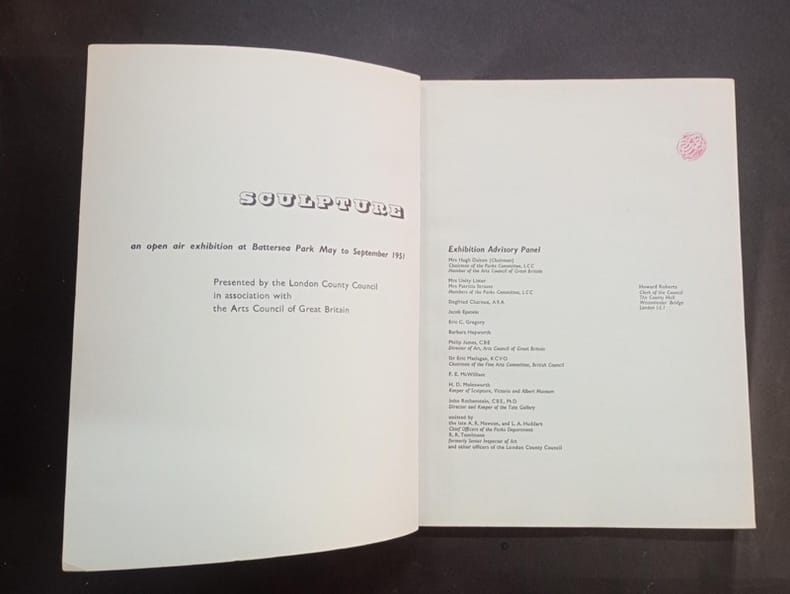 SCULPTURE
an open air exhibition at Battersea Park May to September 1951
Presented by the London County Council
in association with
the Arts Council of Great Britain
Exhibition Advisory Panel
Mrs Hugh Dalton (Chairman)
Chairman of the Parks Committee, LCC
Member of the Arts Council of Great Britain
Mrs Unity Lister
Mrs Patricia Strauss
Members of the Parks Committee, LCC
Siegfried Charoux, ARA
Jacob Epstein
Eric C. Gregory
Barbara Hepworth
Philip James, CBE
Director of Art, Arts Council of Great Britain
Dr Eric Maclagan, KCVO
Chairman of the Fine Arts Committee, British Council
F. E. McWilliam
H. D. Molesworth
Keeper of Sculpture, Victoria and Albert Museum
John Rothenstein, CBE, PhD
Director and Keeper of the Tate Gallery
assisted by
the late A. R. Mawson, and L. A. Huddart
Chief Officers of the Parks Department
R. R. Tomlinson
formerly Senior Inspector of Art
and other officers of the London County Council
Howard Roberts
Clerk of the Council
The County Hall
Westminster Bridge
London SE1